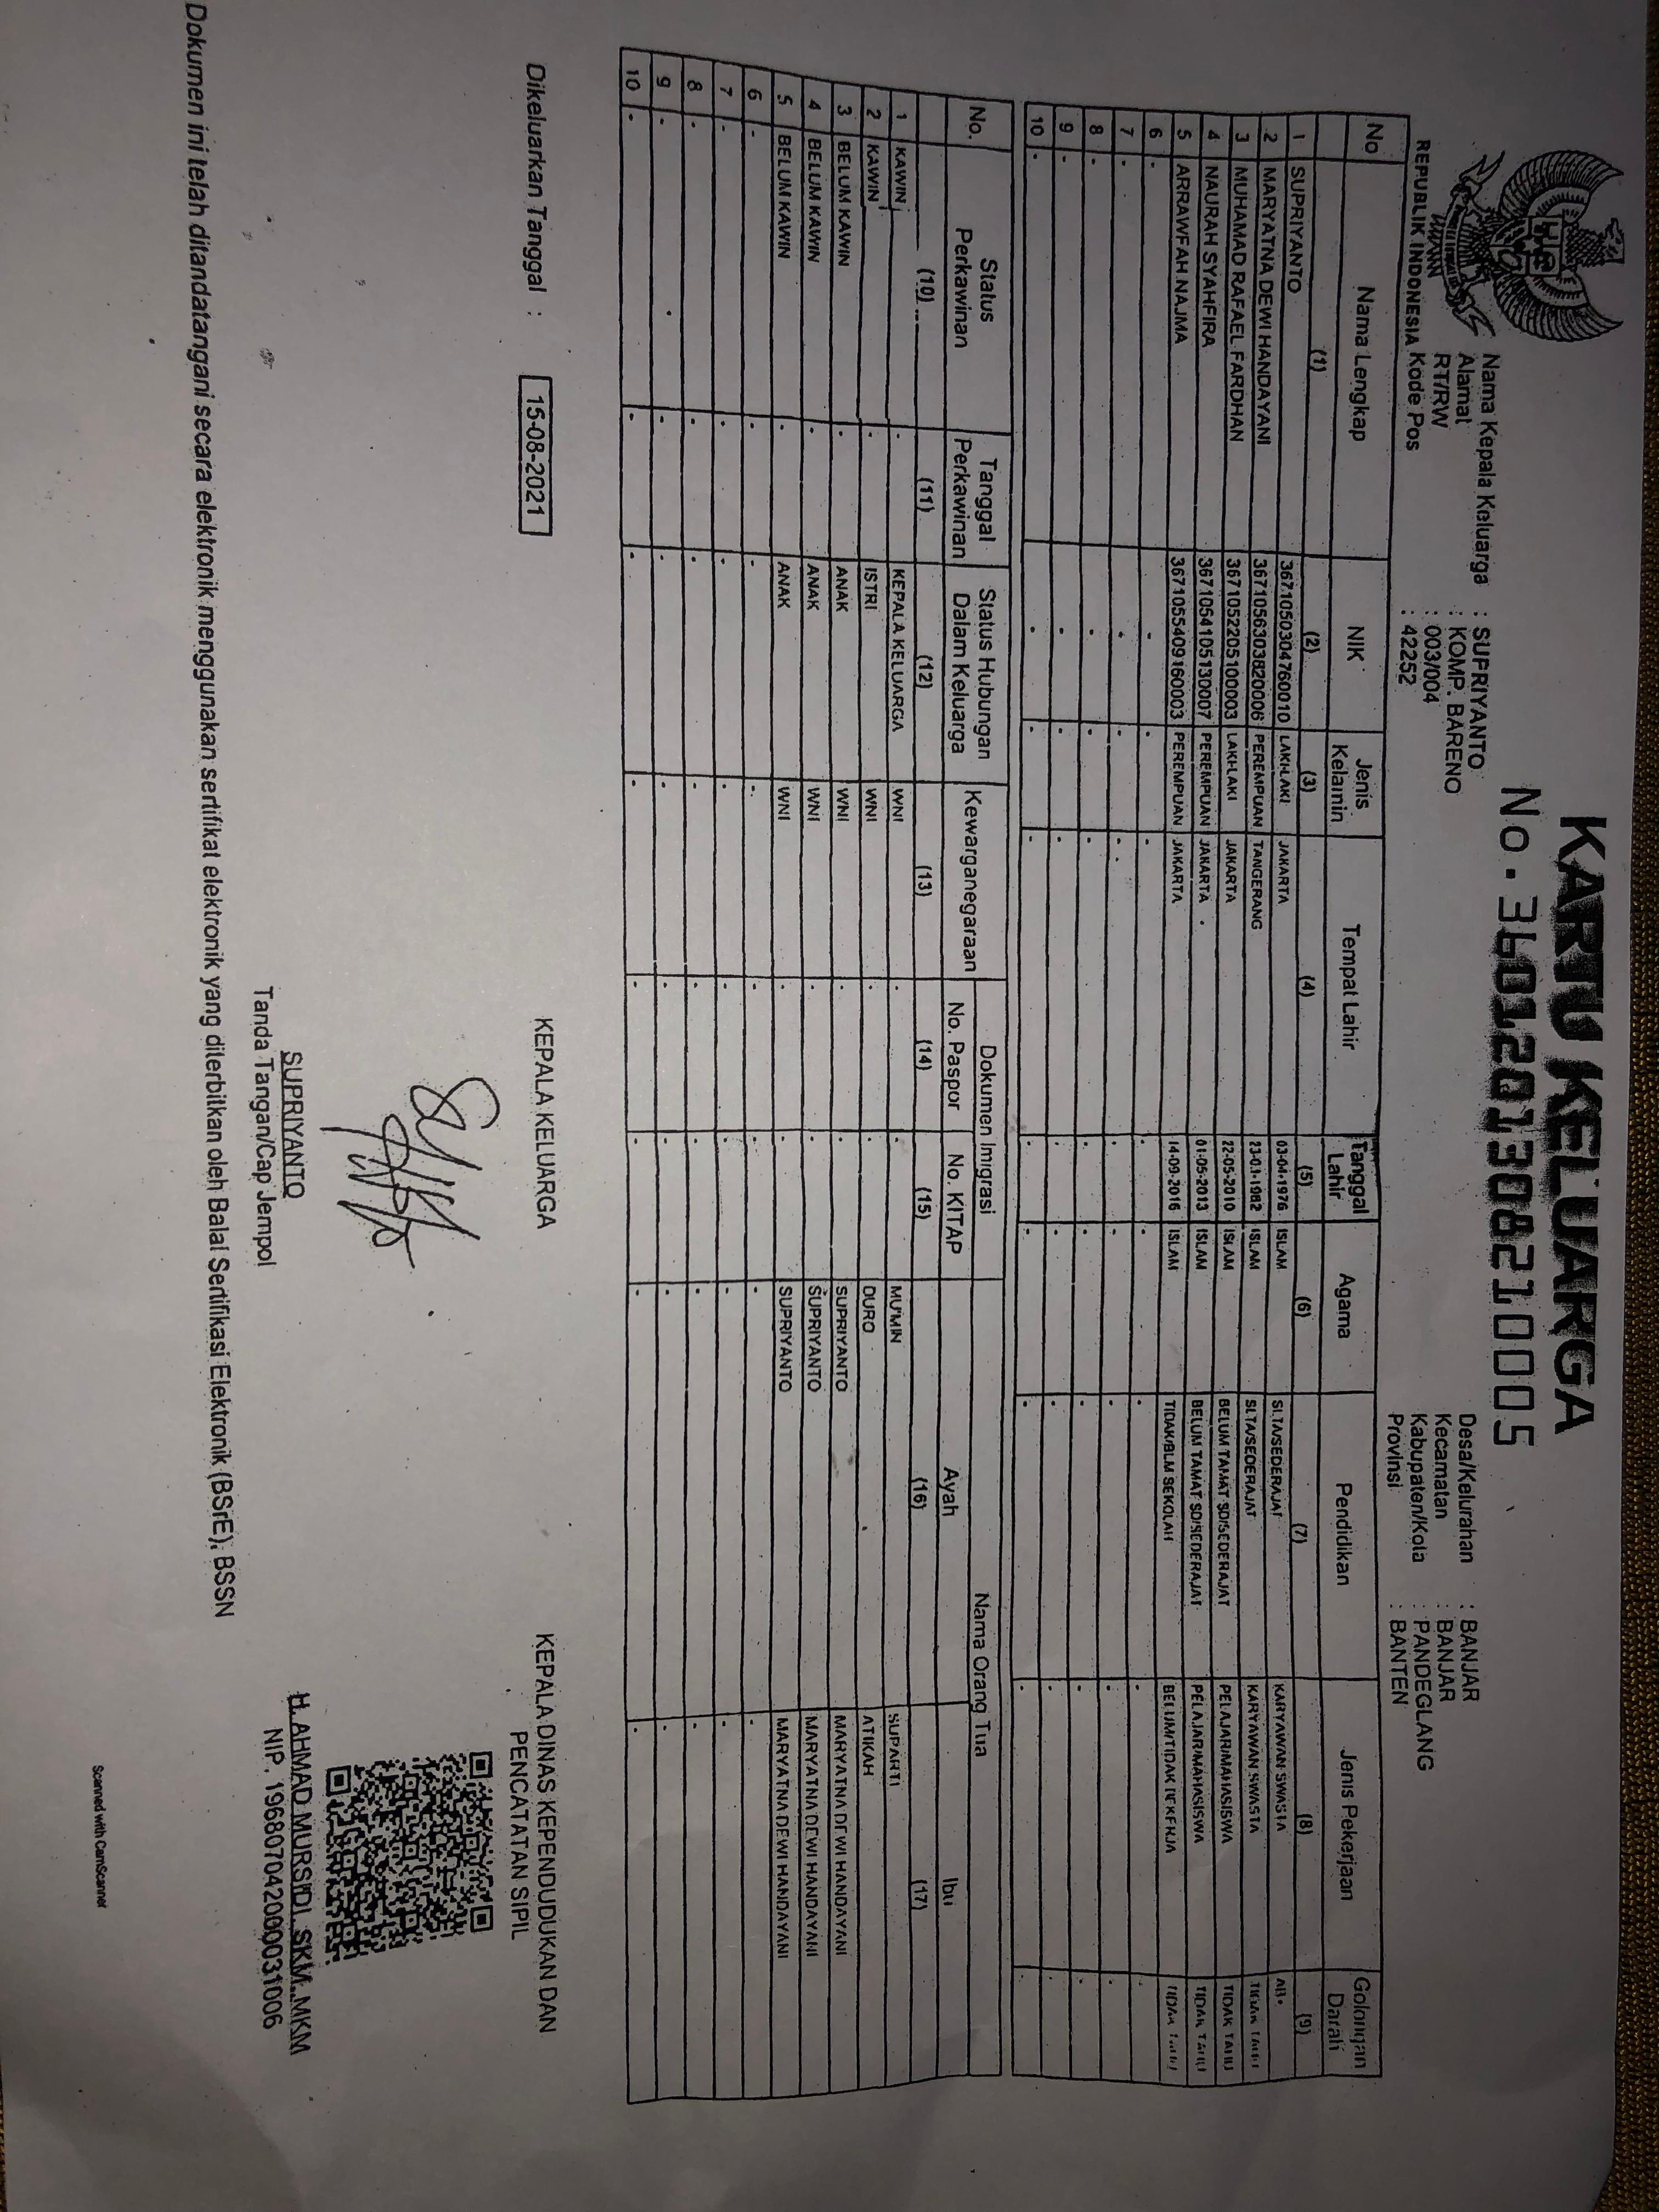 KARTU KELUARGA
No. 3601201308210005
REPUBLIK INDONESIA
Nama Kepala Keluarga : SUPRIYANTO
Alamat : KOMP. BARENO
RT/RW : 003/004
Kode Pos : 42252
Desa/Kelurahan : BANJAR
Kecamatan : BANJAR
Kabupaten/Kota : PANDEGLANG
Provinsi : BANTEN
No Nama Lengkap NIK Jenis Kelamin Tempat Lahir Tanggal Lahir Agama Pendidikan Jenis Pekerjaan Golongan Darah
(1) (2) (3) (4) (5) (6) (7) (8) (9)
1 SUPRIYANTO 3671050304760010 LAKI-LAKI JAKARTA 03-04-1976 ISLAM SLTA/SEDERAJAT KARYAWAN SWASTA
2 MARYATNA DEWI HANDAYANI 3671056303820006 PEREMPUAN TANGERANG ISLAM SLTA/SEDERAJAT KARYAWAN SWASTA TIDAK TAHU
3 MUHAMAD RAFAEL FARDHAN 3671052205100003 LAKI-LAKI JAKARTA 22-05-2010 ISLAM BELUM TAMAT SD/SEDERAJAT PELAJAR/MAHASISWA TIDAK TAHU
4 NAURAH SYAHFIRA 3671054105130007 PEREMPUAN JAKARTA 01-05-2013 ISLAM BELUM TAMAT SD/SEDERAJAT PELAJAR/MAHASISWA TIDAK TAHU
5 ARRAWFAH NAJMA 3671055409160003 PEREMPUAN JAKARTA 14-09-2016 ISLAM TIDAK/BLM SEKOLAH BELUM/TIDAK BEKERJA TIDAK TAHU
6 - - - - - - - - -
7 - - - - - - - - -
8 - - - - - - - - -
9 - - - - - - - - -
10 - - - - - - - - -
No. Status Perkawinan Tanggal Perkawinan Status Hubungan Dalam Keluarga Kewarganegaraan Dokumen Imigrasi Nama Orang Tua
No. Paspor No. KITAP Ayah Ibu
(10) (11) (12) (13) (14) (15) (16) (17)
1 KAWIN - KEPALA KELUARGA WNI - - MU'MIN SUPARTI
2 KAWIN - ISTRI WNI - - DURO ATIKAH
3 BELUM KAWIN - ANAK WNI - - SUPRIYANTO MARYATNA DEWI HANDAYANI
4 BELUM KAWIN - ANAK WNI - - SUPRIYANTO MARYATNA DEWI HANDAYANI
5 BELUM KAWIN - ANAK WNI - - SUPRIYANTO MARYATNA DEWI HANDAYANI
6 - - - - - - - -
7 - - - - - - - -
8 - - - - - - - -
9 - - - - - - - -
10 - - - - - - - -
Dikeluarkan Tanggal : 15-08-2021
KEPALA KELUARGA
SUPRIYANTO
Tanda Tangan/Cap Jempol
KEPALA DINAS KEPENDUDUKAN DAN
PENCATATAN SIPIL
H. AHMAD MURSIDI, SKM..MKM
NIP. 196807042000031006
Dokumen ini telah ditandatangani secara elektronik menggunakan sertifikat elektronik yang diterbitkan oleh Balai Sertifikasi Elektronik (BSrE), BSSN
Scanned with CamScanner